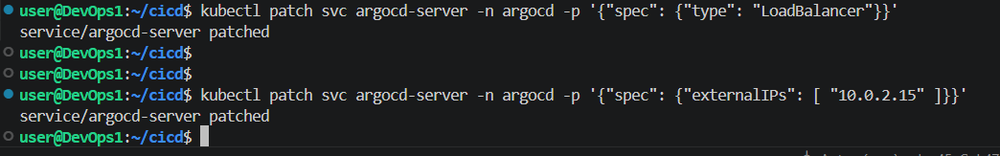 user@DevOps1:~/cicd$ kubectl patch svc argocd-server -n argocd -p '{"spec": {"type": "LoadBalancer"}}'
service/argocd-server patched
user@DevOps1:~/cicd$
user@DevOps1:~/cicd$
user@DevOps1:~/cicd$ kubectl patch svc argocd-server -n argocd -p '{"spec": {"externalIPs": [ "10.0.2.15" ]}}'
service/argocd-server patched
user@DevOps1:~/cicd$